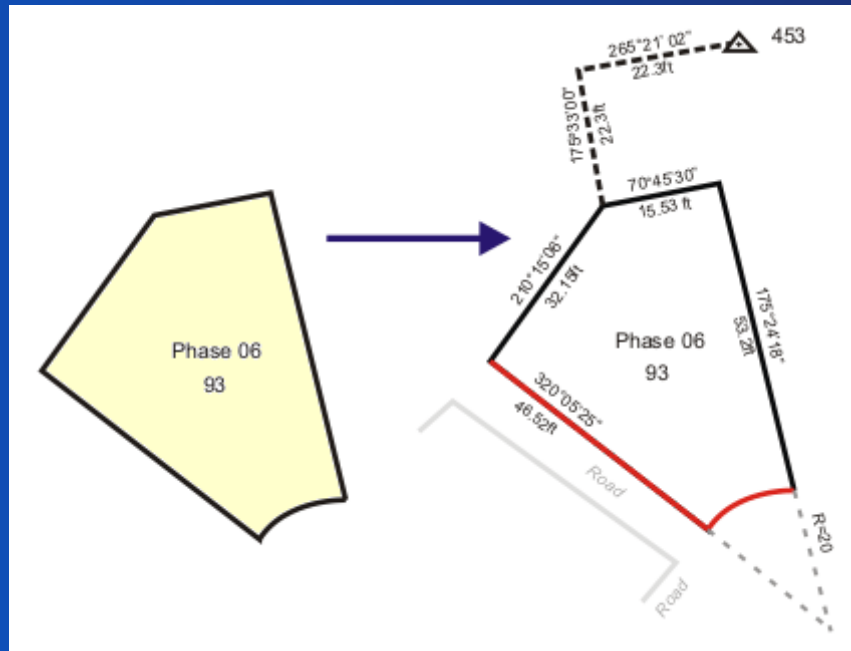 453
265°21'02"
22.3ft
175°33'00"
22.3ft
70°45'30"
15.53 ft
210°15'06"
32.15ft
175°24'18"
53.2ft
Phase 06
93
Phase 06
93
320°05'25"
46.52ft
Road
R=20
Road